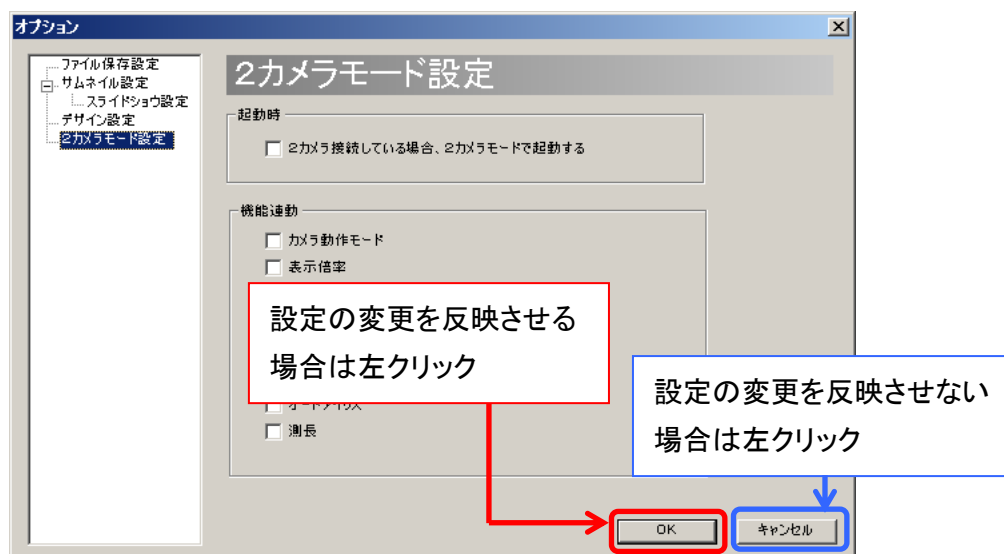 オプション
ファイル保存設定
サムネイル設定
スライドショウ設定
デザイン設定
2カメラモード設定
2カメラモード設定
起動時
2カメラ接続している場合、2カメラモードで起動する
機能連動
カメラ動作モード
表示倍率
設定の変更を反映させる
場合は左クリック
設定の変更を反映させない
場合は左クリック
オートアイリス
測長
OK
キャンセル